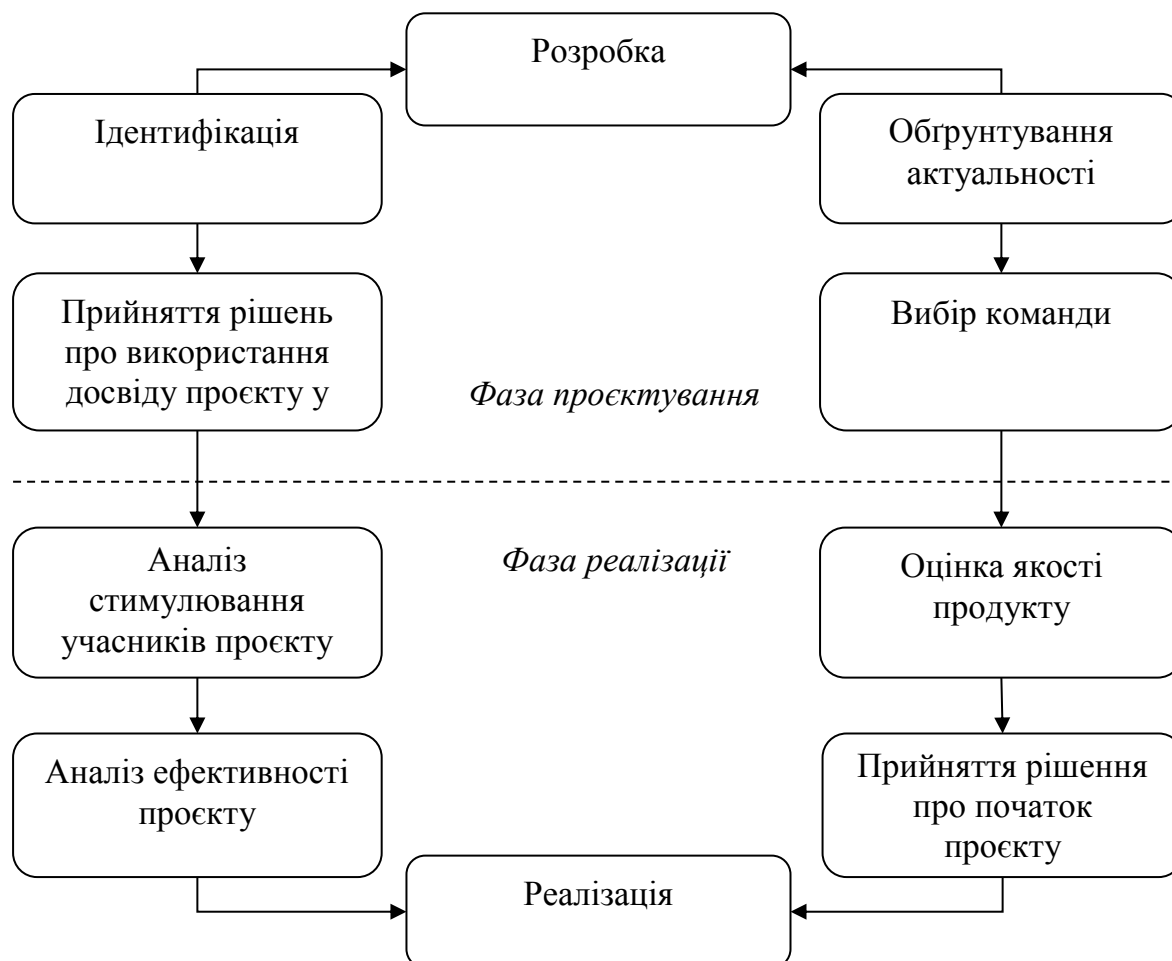 Розробка
Ідентифікація
Обґрунтування
актуальності
Прийняття рішень
про використання
досвіду проєкту у
Вибір команди
Фаза проєктування
Аналіз
стимулювання
учасників проєкту
Фаза реалізації
Оцінка якості
продукту
Аналіз ефективності
проєкту
Прийняття рішення
про початок
проєкту
Реалізація